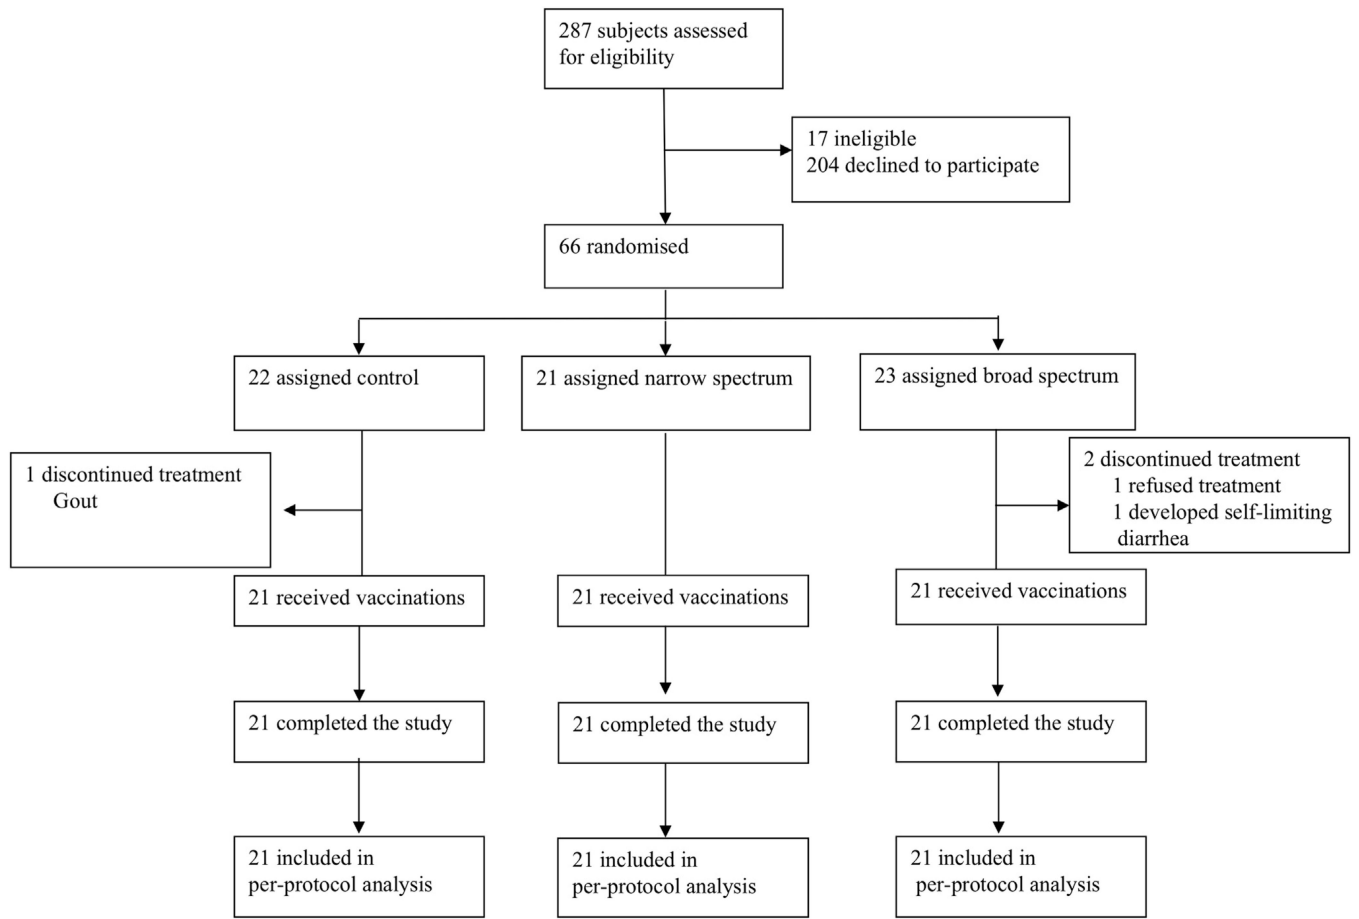 287 subjects assessed
for eligibility
17 ineligible
204 declined to participate
66 randomised
22 assigned control
21 assigned narrow spectrum
23 assigned broad spectrum
1 discontinued treatment
Gout
2 discontinued treatment
1 refused treatment
1 developed self-limiting
diarrhea
21 received vaccinations
21 received vaccinations
21 received vaccinations
21 completed the study
21 completed the study
21 completed the study
21 included in
per-protocol analysis
21 included in
per-protocol analysis
21 included in
per-protocol analysis